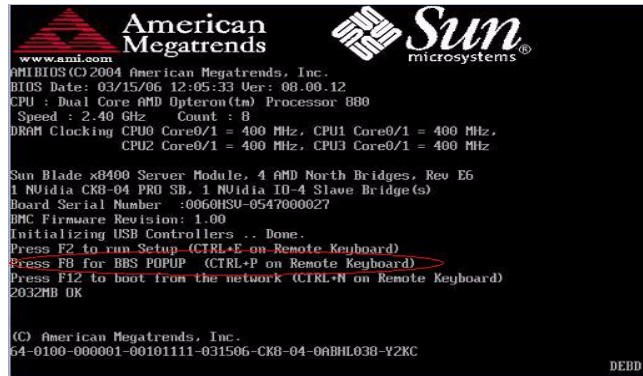 American
Megatrends
www.ami.com
Sun
microsystems
AMIBIOS(C)2004 American Megatrends, Inc.
BIOS Date: 03/15/06 12:05:33 Ver: 08.00.12
CPU : Dual Core AMD Opteron(tm) Processor 880
Speed : 2.40 GHz Count : 8
DRAM Clocking CPU0 Core0/1 = 400 MHz, CPU1 Core0/1 = 400 MHz,
CPU2 Core0/1 = 400 MHz, CPU3 Core0/1 = 400 MHz
Sun Blade x8400 Server Module, 4 AMD North Bridges, Rev E6
1 NVidia CK8-04 PRO SB, 1 NVidia IO-4 Slave Bridge(s)
Board Serial Number :0060HSV-0547000027
BMC Firmware Revision: 1.00
Initializing USB Controllers .. Done.
Press F2 to run Setup (CTRL+E on Remote Keyboard)
Press F8 for BBS POPUP (CTRL+P on Remote Keyboard)
Press F12 to boot from the network (CTRL+N on Remote Keyboard)
2032MB OK
(C) American Megatrends, Inc.
64-0100-000001-00101111-031506-CK8-04-0ABHL038-Y2KC
DEBD